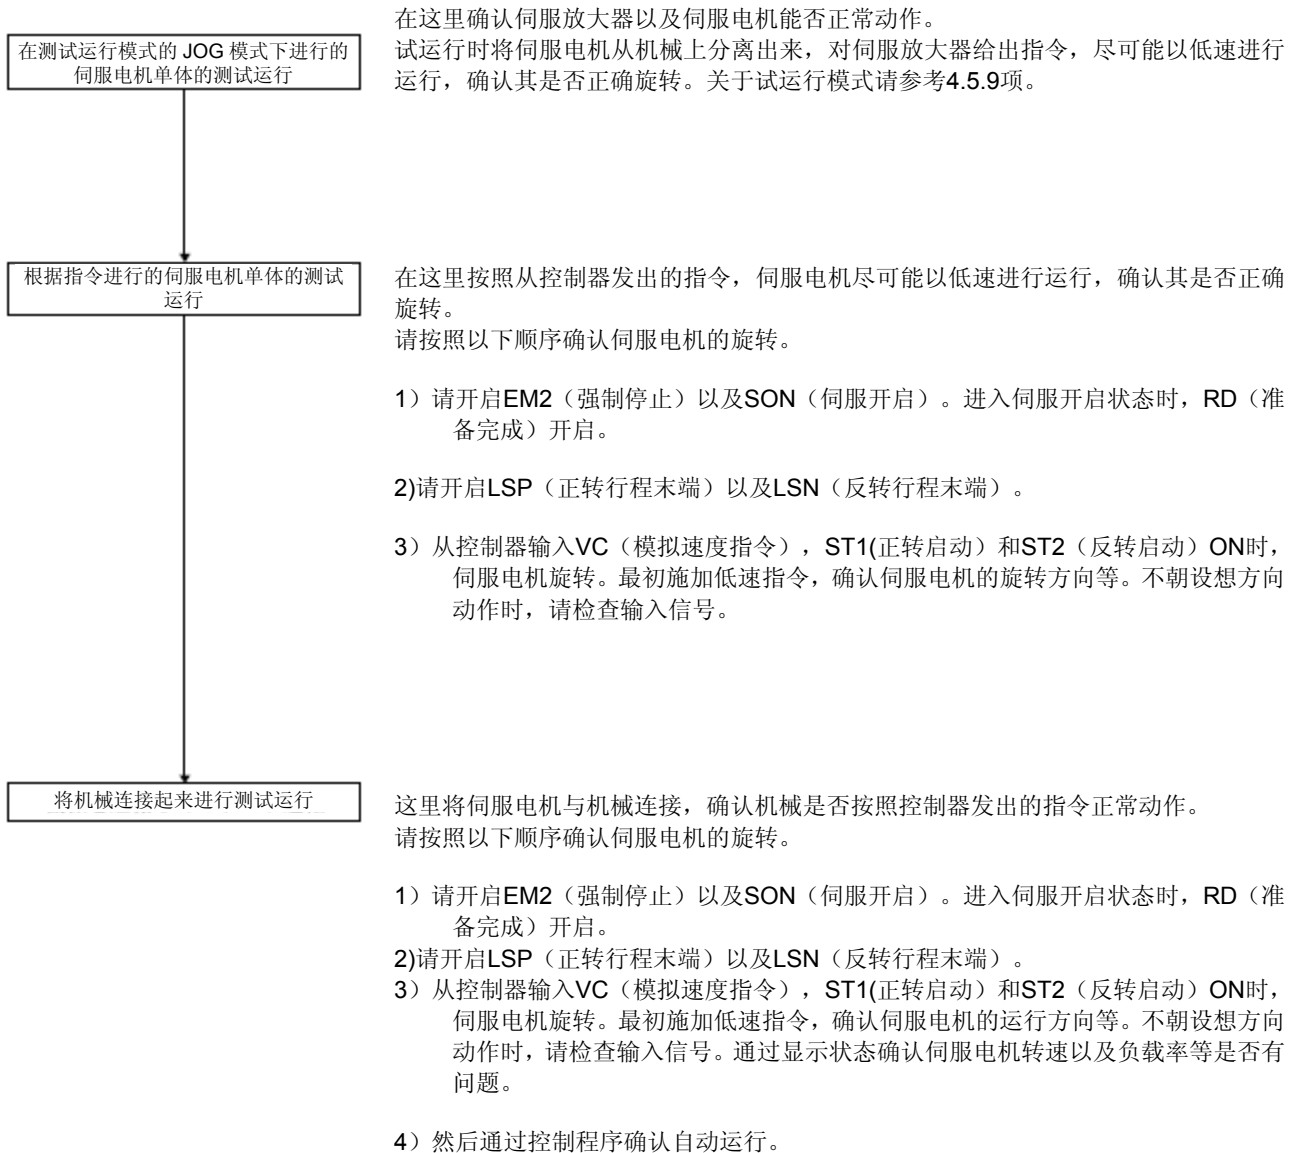 在测试运行模式的 JOG 模式下进行的
伺服电机单体的测试运行
在这里确认伺服放大器以及伺服电机能否正常动作。
试运行时将伺服电机从机械上分离出来，对伺服放大器给出指令，尽可能以低速进行
运行，确认其是否正确旋转。关于试运行模式请参考4.5.9项。
根据指令进行的伺服电机单体的测试
运行
在这里按照从控制器发出的指令，伺服电机尽可能以低速进行运行，确认其是否正确
旋转。
请按照以下顺序确认伺服电机的旋转。
1）请开启EM2（强制停止）以及SON（伺服开启）。进入伺服开启状态时，RD（准
备完成）开启。
2)请开启LSP（正转行程末端）以及LSN（反转行程末端）。
3）从控制器输入VC（模拟速度指令），ST1(正转启动）和ST2（反转启动）ON时，
伺服电机旋转。最初施加低速指令，确认伺服电机的旋转方向等。不朝设想方向
动作时，请检查输入信号。
将机械连接起来进行测试运行
这里将伺服电机与机械连接，确认机械是否按照控制器发出的指令正常动作。
请按照以下顺序确认伺服电机的旋转。
1）请开启EM2（强制停止）以及SON（伺服开启）。进入伺服开启状态时，RD（准
备完成）开启。
2)请开启LSP（正转行程末端）以及LSN（反转行程末端）。
3）从控制器输入VC（模拟速度指令），ST1(正转启动）和ST2（反转启动）ON时，
伺服电机旋转。最初施加低速指令，确认伺服电机的运行方向等。不朝设想方向
动作时，请检查输入信号。通过显示状态确认伺服电机转速以及负载率等是否有
问题。
4）然后通过控制程序确认自动运行。